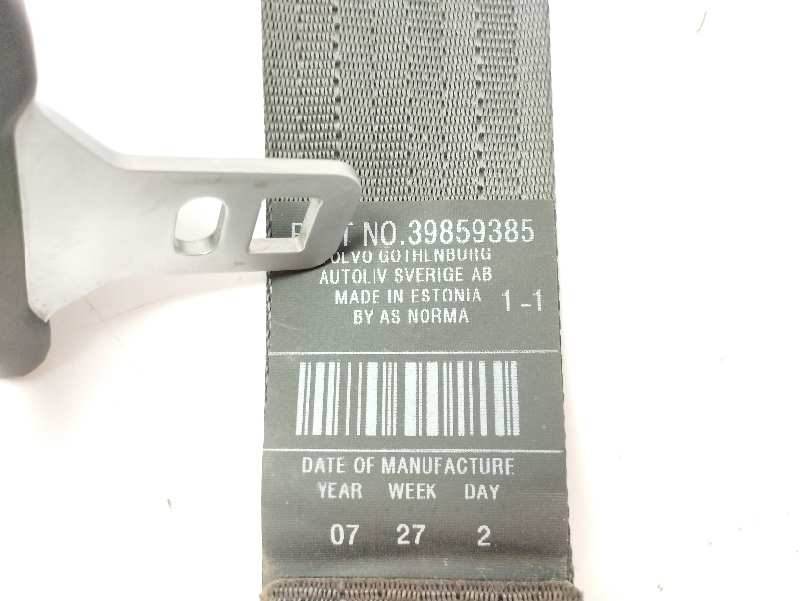 NO.39859385
VOLVO GOTHENBURG
AUTOLIV SVERIGE AB
MADE IN ESTONIA 1-1
BY AS NORMA
DATE OF MANUFACTURE
YEAR WEEK DAY
07 27 2